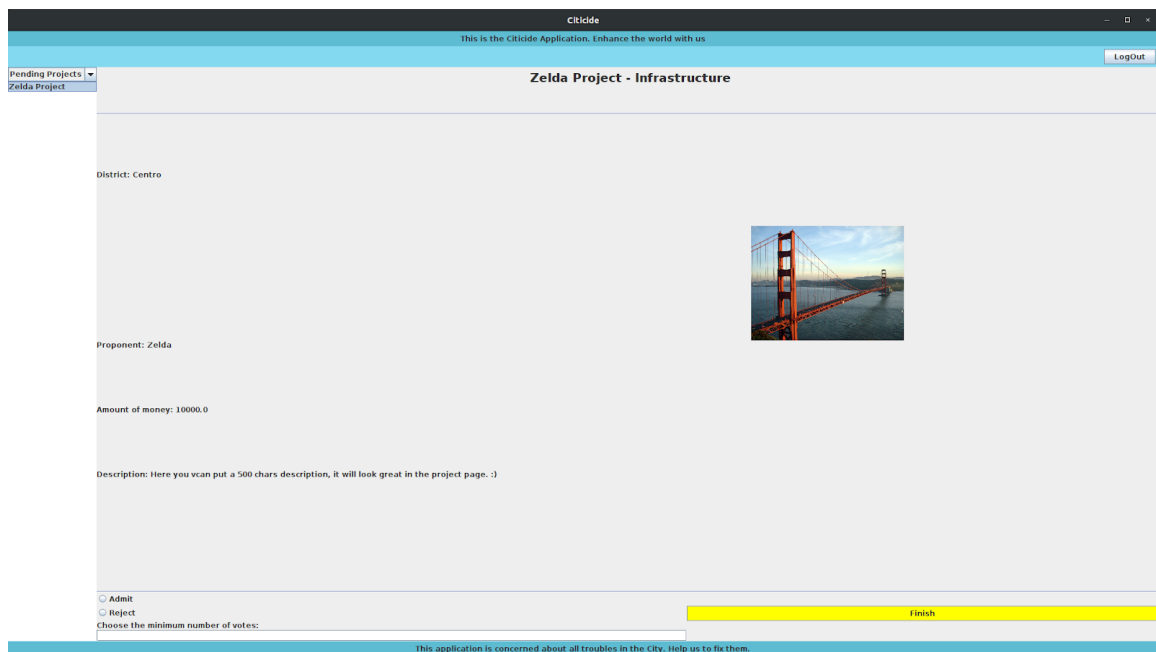 Citicide
This is the Citicide Application. Enhance the world with us
LogOut
Pending Projects
Zelda Project
Zelda Project - Infrastructure
District: Centro
Proponent: Zelda
Amount of money: 10000.0
Description: Here you vcan put a 500 chars description, it will look great in the project page. :)
Admit
Reject
Finish
Choose the minimum number of votes:
This application is concerned about all troubles in the City. Help us to fix them.